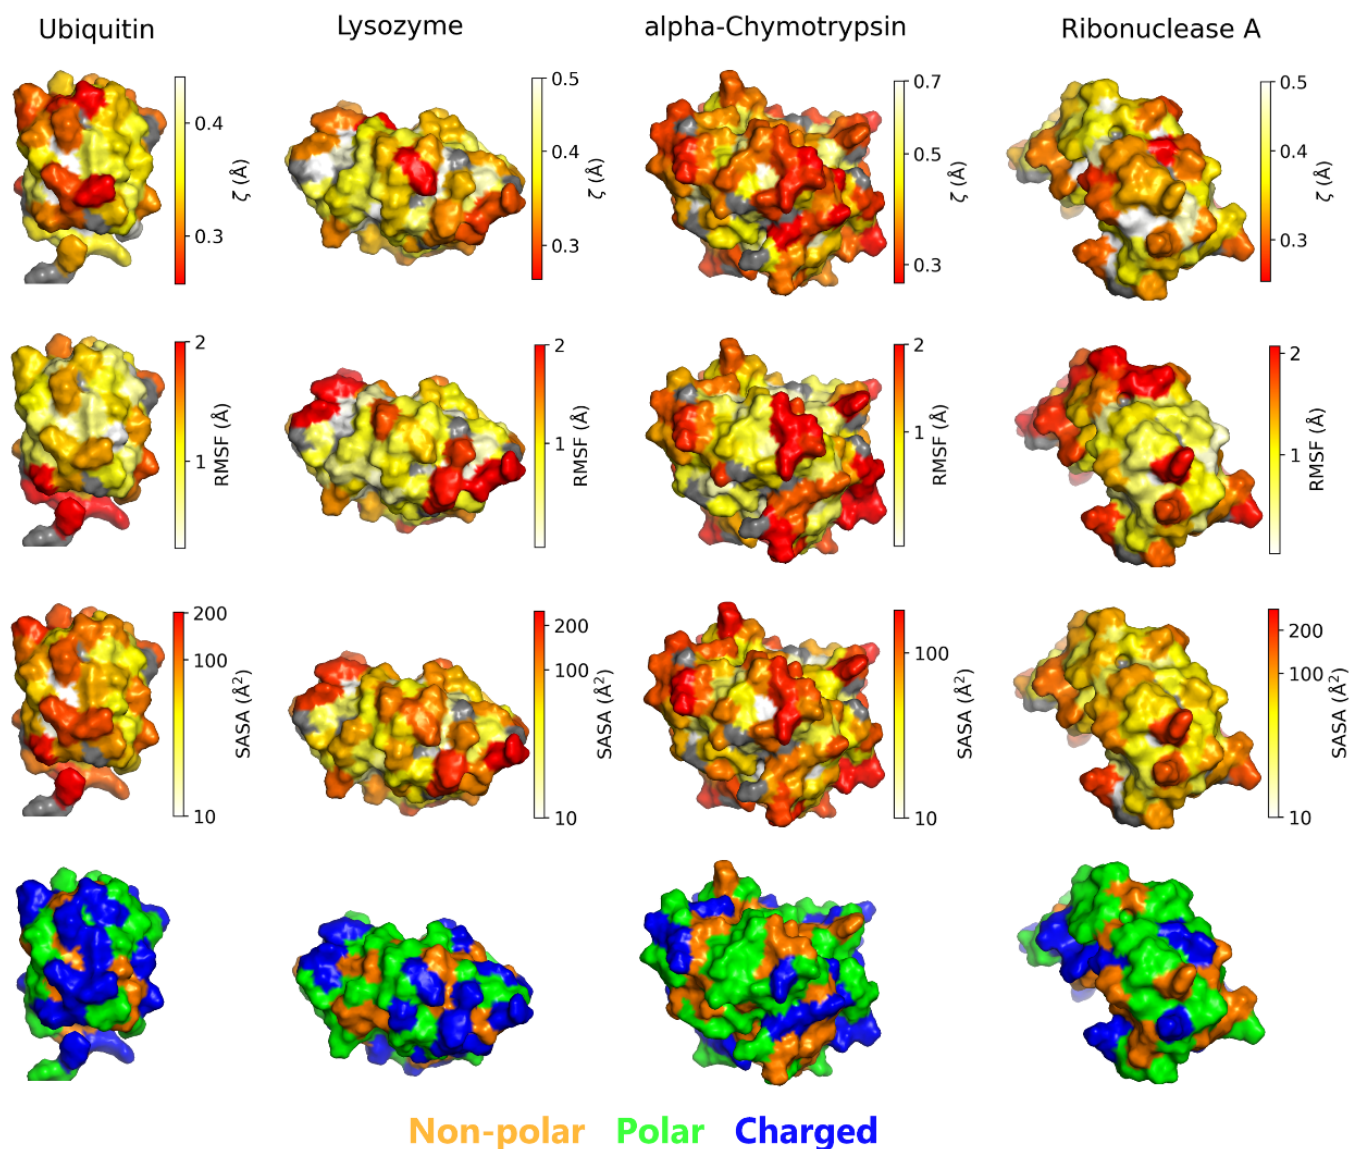 Ubiquitin
Lysozyme
alpha-Chymotrypsin
Ribonuclease A
0.4
0.3
ζ (Å)
0.5
0.4
0.3
ζ (Å)
0.7
0.5
0.3
ζ (Å)
0.5
0.4
0.3
ζ (Å)
2
1
RMSF (Å)
2
1
RMSF (Å)
2
1
RMSF (Å)
2
1
RMSF (Å)
200
100
10
SASA (Å²)
200
100
10
SASA (Å²)
100
10
SASA (Å²)
200
100
10
SASA (Å²)
Non-polar Polar Charged